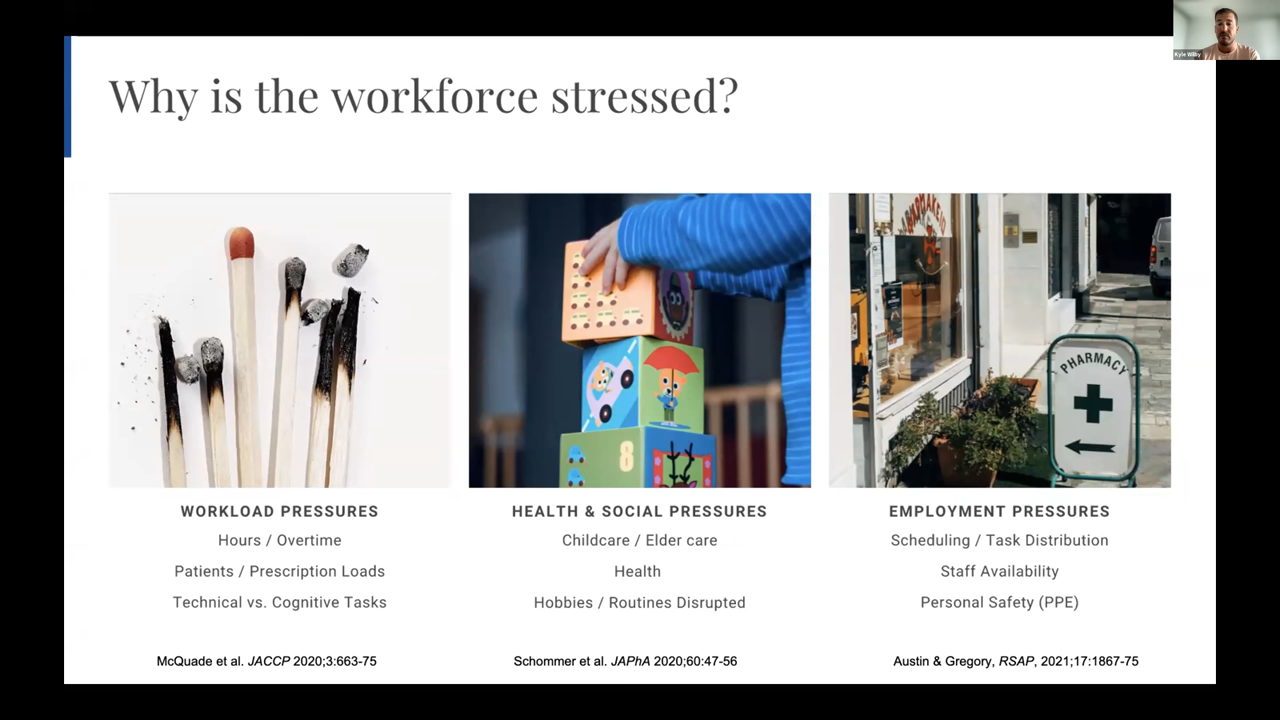 Kyle Wilby
Why is the workforce stressed?
PHARMACY
8
WORKLOAD PRESSURES
Hours / Overtime
Patients / Prescription Loads
Technical vs. Cognitive Tasks
McQuade et al. JACCP 2020;3:663-75
HEALTH & SOCIAL PRESSURES
Childcare / Elder care
Health
Hobbies / Routines Disrupted
Schommer et al. JAPhA 2020;60:47-56
EMPLOYMENT PRESSURES
Scheduling / Task Distribution
Staff Availability
Personal Safety (PPE)
Austin & Gregory, RSAP, 2021;17:1867-75